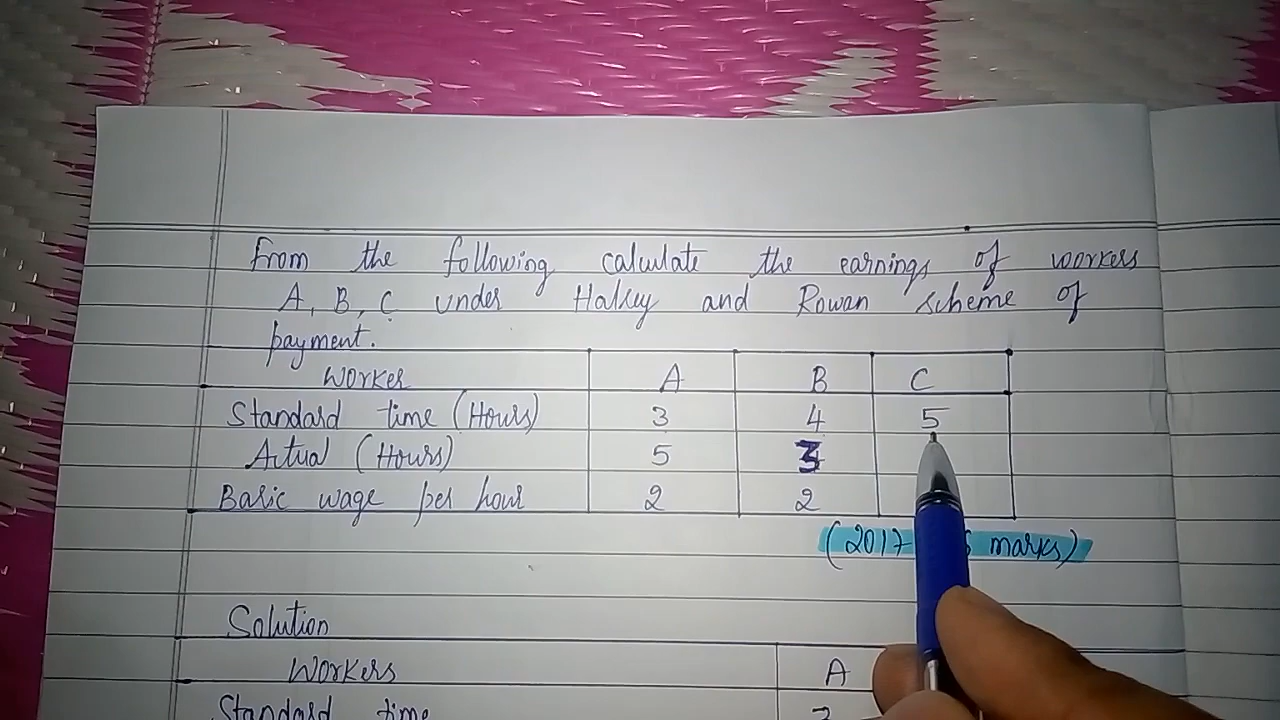 From the following calculate the earnings of workers
A, B, C under Halsey and Rowan scheme of
payment.
Worker A B C
Standard time (Hours) 3 4 5
Actual (Hours) 5 3
Basic wage per hour 2 2
(2017 marks)
Solution
Workers A
Standard time